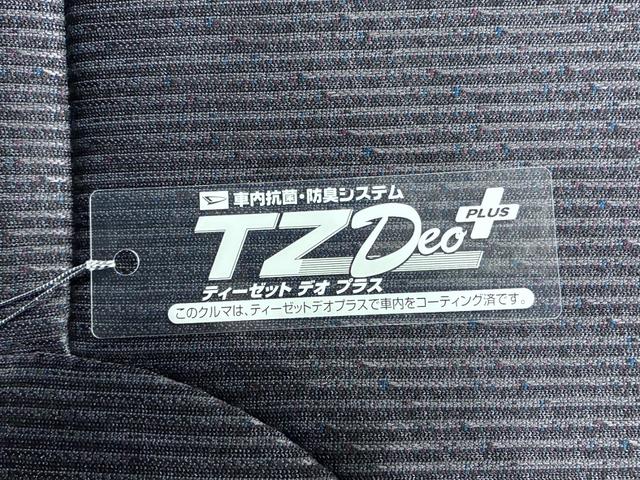 車内抗菌・防臭システム
TZ Deo PLUS
ティーゼット デオ プラス
このクルマは、ティーゼットデオプラスで車内をコーティング済です。